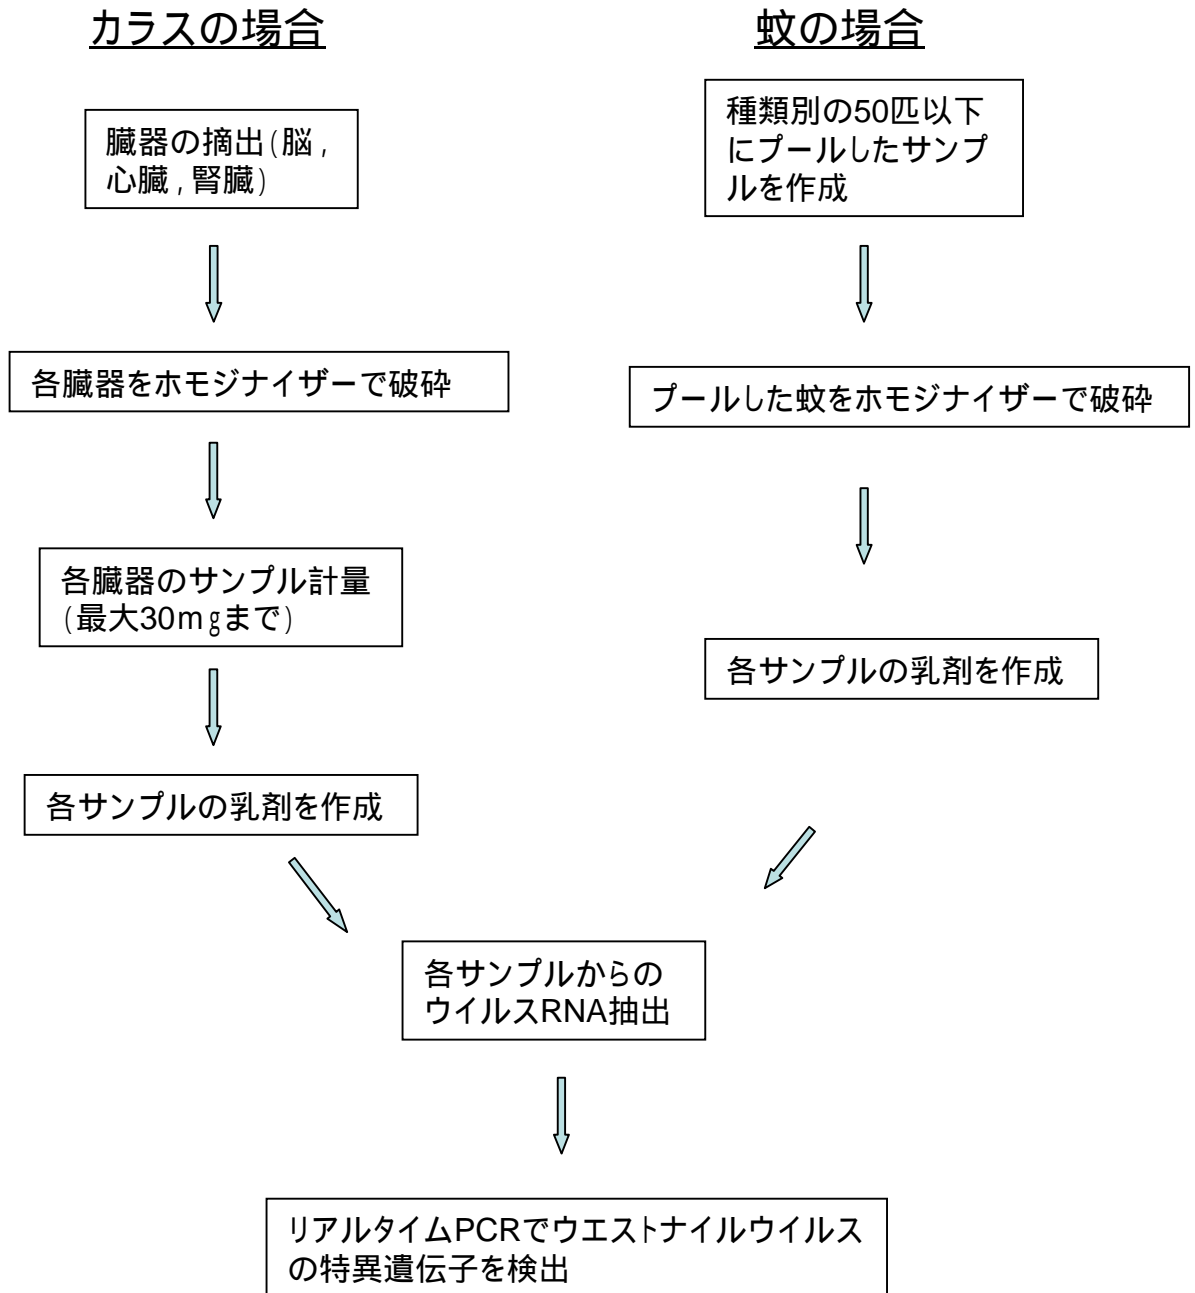 カラスの場合
臓器の摘出(脳,
心臓,腎臓)
各臓器をホモジナイザーで破砕
各臓器のサンプル計量
(最大30mgまで)
各サンプルの乳剤を作成
蚊の場合
種類別の50匹以下
にプールしたサンプ
ルを作成
プールした蚊をホモジナイザーで破砕
各サンプルの乳剤を作成
各サンプルからの
ウイルスRNA抽出
リアルタイムPCRでウエストナイルウイルス
の特異遺伝子を検出